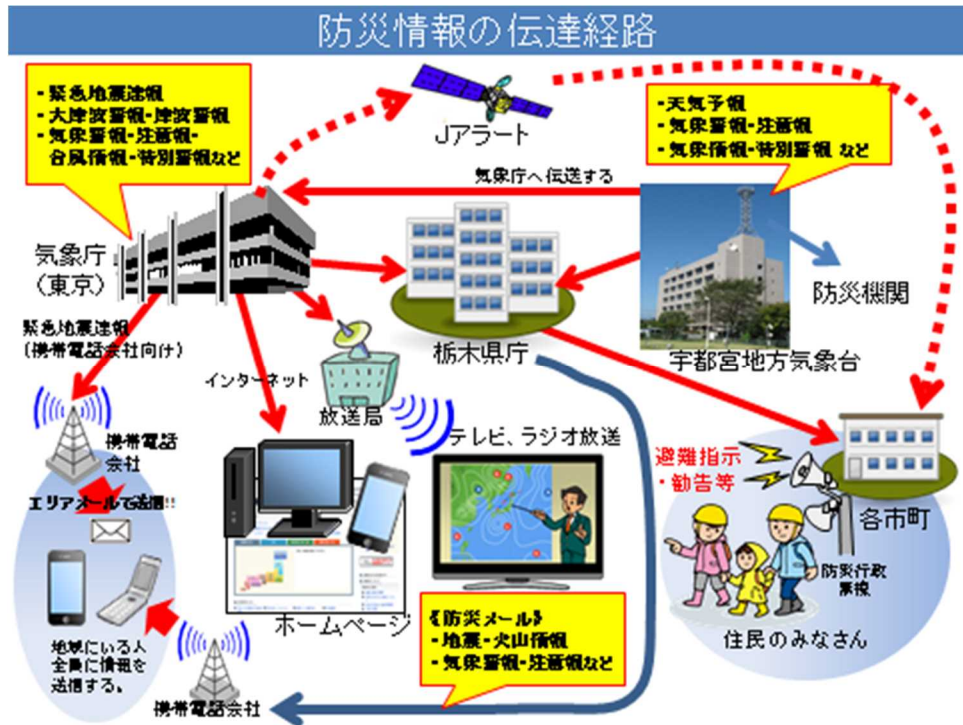 防災情報の伝達経路
・緊急地震速報
・大津波警報・津波警報
・気象警報・注意報・
台風情報・特別警報など
Jアラート
・天気予報
・気象警報・注意報
・気象情報・特別警報 など
気象庁へ伝送する
気象庁
(東京)
防災機関
緊急地震速報
(携帯電話会社向け)
栃木県庁
宇都宮地方気象台
インターネット
放送局
携帯電話
会社
テレビ、ラジオ放送
避難指示
・勧告等
エリアメールで送信!!
各市町
防災行政
無線
ホームページ
《防災メール》
・地震・火山情報
・気象警報・注意報など
住民のみなさん
地域にいる人
全員に情報を
送信する。
携帯電話会社